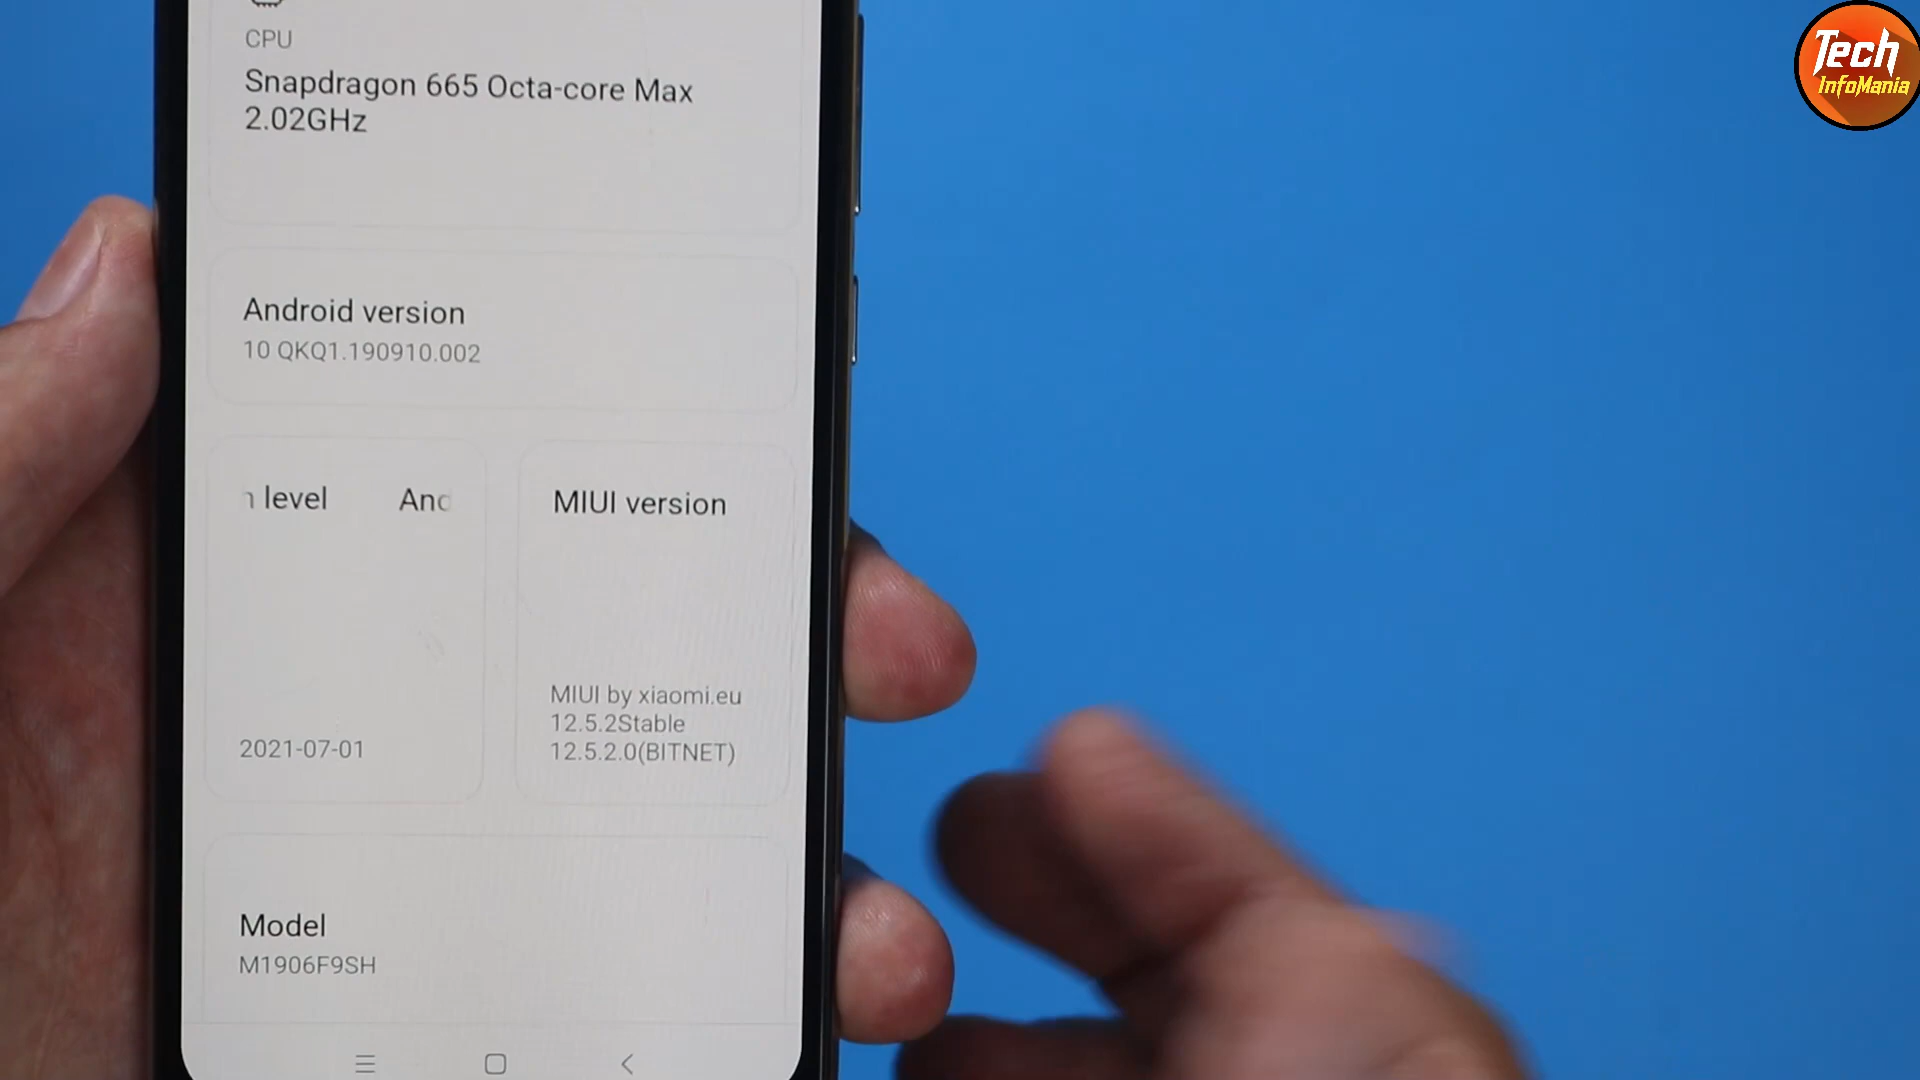 Tech
InfoMania
CPU
Snapdragon 665 Octa-core Max
2.02GHz
Android version
10 QKQ1.190910.002
level
MIUI version
2021-07-01
MIUI by xiaomi.eu
12.5.2Stable
12.5.2.0(BITNET)
Model
M1906F9SH